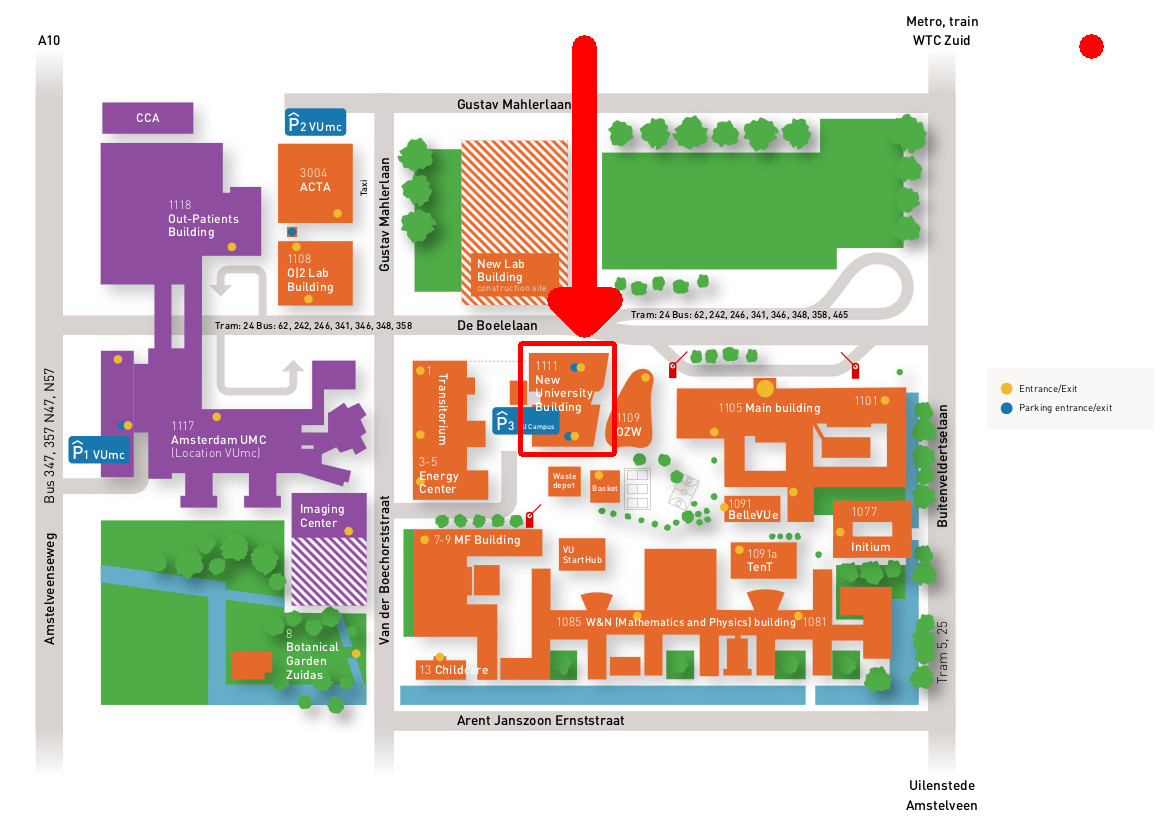 Metro, train
WTC Zuid
A10
Gustav Mahlerlaan
CCA
P2 VUmc
3004
ACTA
Taxi
Gustav Mahlerlaan
1118
Out-Patients
Building
1108
O|2 Lab
Building
New Lab
Building
construction site
Tram: 24 Bus: 62, 242, 246, 341, 346, 348, 358
De Boelelaan
Tram: 24 Bus: 62, 242, 246, 341, 346, 348, 358, 465
Bus 347, 357 N47, N57
1
Transitorium
1111
New
University
Building
P3
U Campus
1109
OZW
1105 Main building
1101
Entrance/Exit
Parking entrance/exit
1117
Amsterdam UMC
(Location VUmc)
P1 VUmc
3-5
Energy
Center
Waste
depot
Basket
1091
BelleVUe
1077
Initium
Buitenveldertselaan
Imaging
Center
Van der Boechorststraat
7-9 MF Building
VU
StartHub
1091a
TenT
Amstelveenseweg
1085 W&N (Mathematics and Physics) building 1081
8
Botanical
Garden
Zuidas
13 Childcare
Tram 5, 25
Arent Janszoon Ernststraat
Uilenstede
Amstelveen